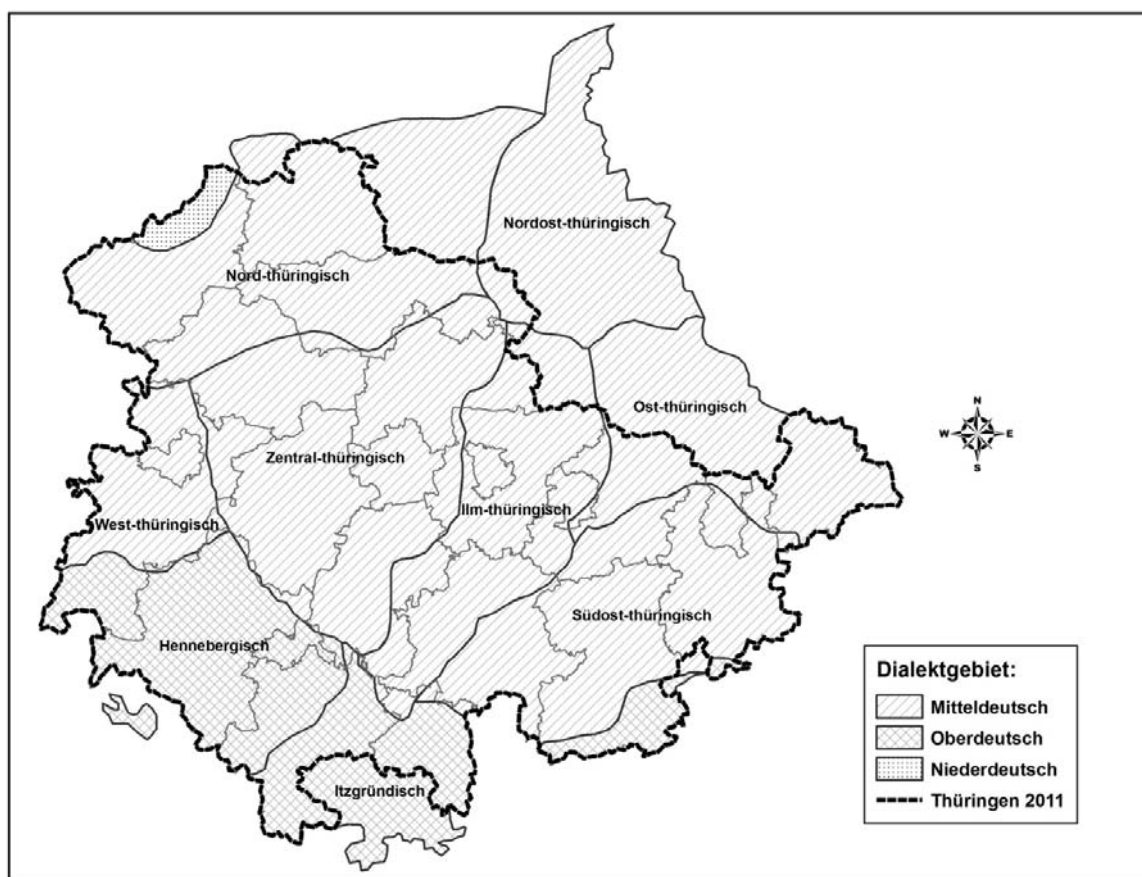 Nordost-thüringisch
Nord-thüringisch
Ost-thüringisch
Zentral-thüringisch
Ilm-thüringisch
West-thüringisch
Südost-thüringisch
Hennebergisch
Itzgründisch
N
W
E
S
Dialektgebiet:
Mitteldeutsch
Oberdeutsch
Niederdeutsch
Thüringen 2011